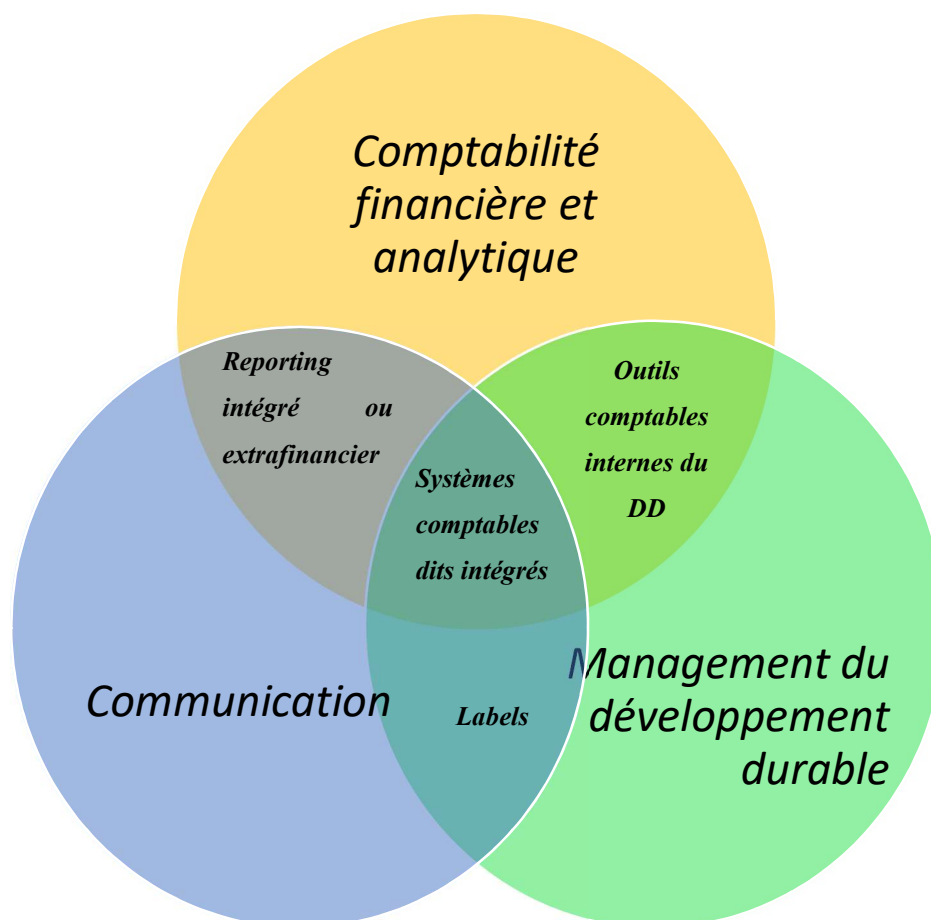 Comptabilité
financière et
analytique
Reporting
intégré ou
extrafinancier
Outils
comptables
internes du
DD
Systèmes
comptables
dits intégrés
Communication
Management du
développement
durable
Labels